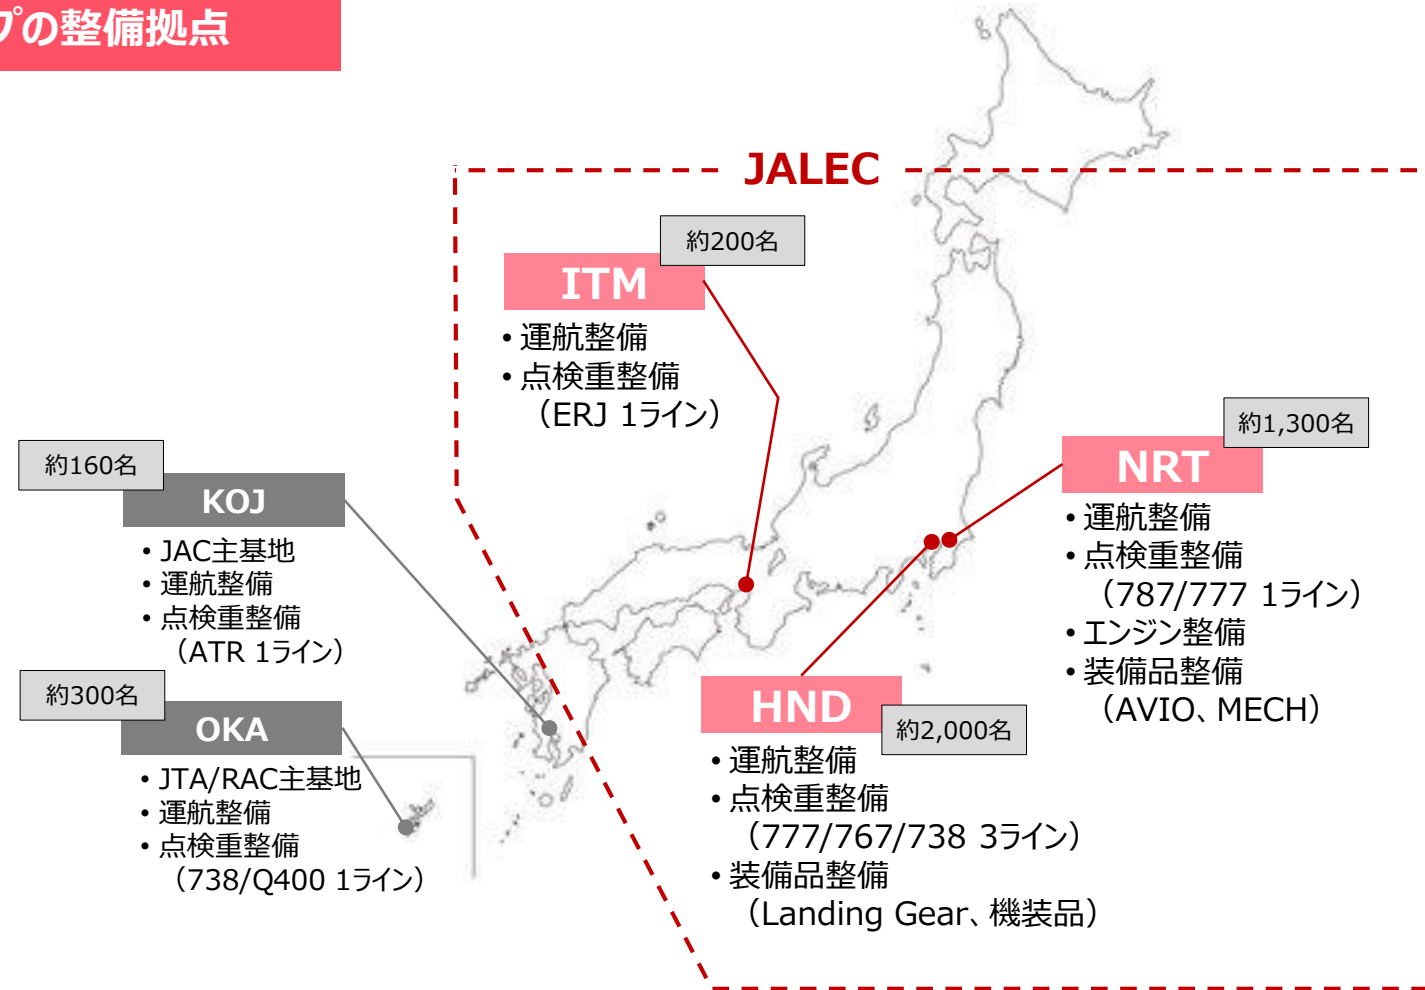 プの整備拠点
JALEC
約200名
ITM
• 運航整備
• 点検重整備
（ERJ 1ライン）
約1,300名
NRT
• 運航整備
• 点検重整備
（787/777 1ライン）
• エンジン整備
• 装備品整備
（AVIO、MECH）
約160名
KOJ
• JAC主基地
• 運航整備
• 点検重整備
（ATR 1ライン）
約300名
OKA
• JTA/RAC主基地
• 運航整備
• 点検重整備
（738/Q400 1ライン）
HND
約2,000名
• 運航整備
• 点検重整備
（777/767/738 3ライン）
• 装備品整備
（Landing Gear、機装品）